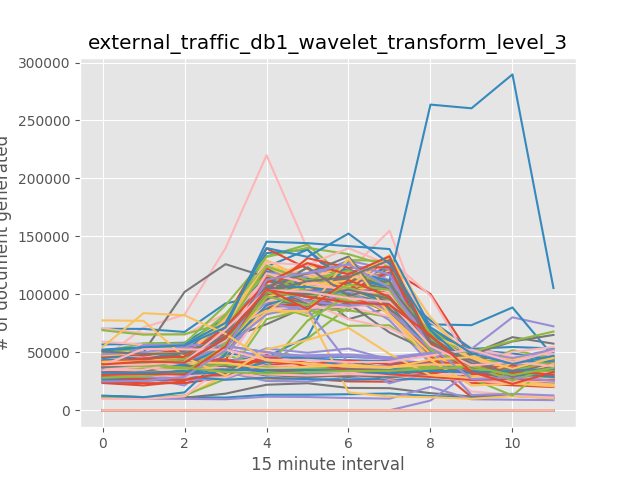 external_traffic_db1_wavelet_transform_level_3
# of document generated
300000
250000
200000
150000
100000
50000
0
0 2 4 6 8 10
15 minute interval